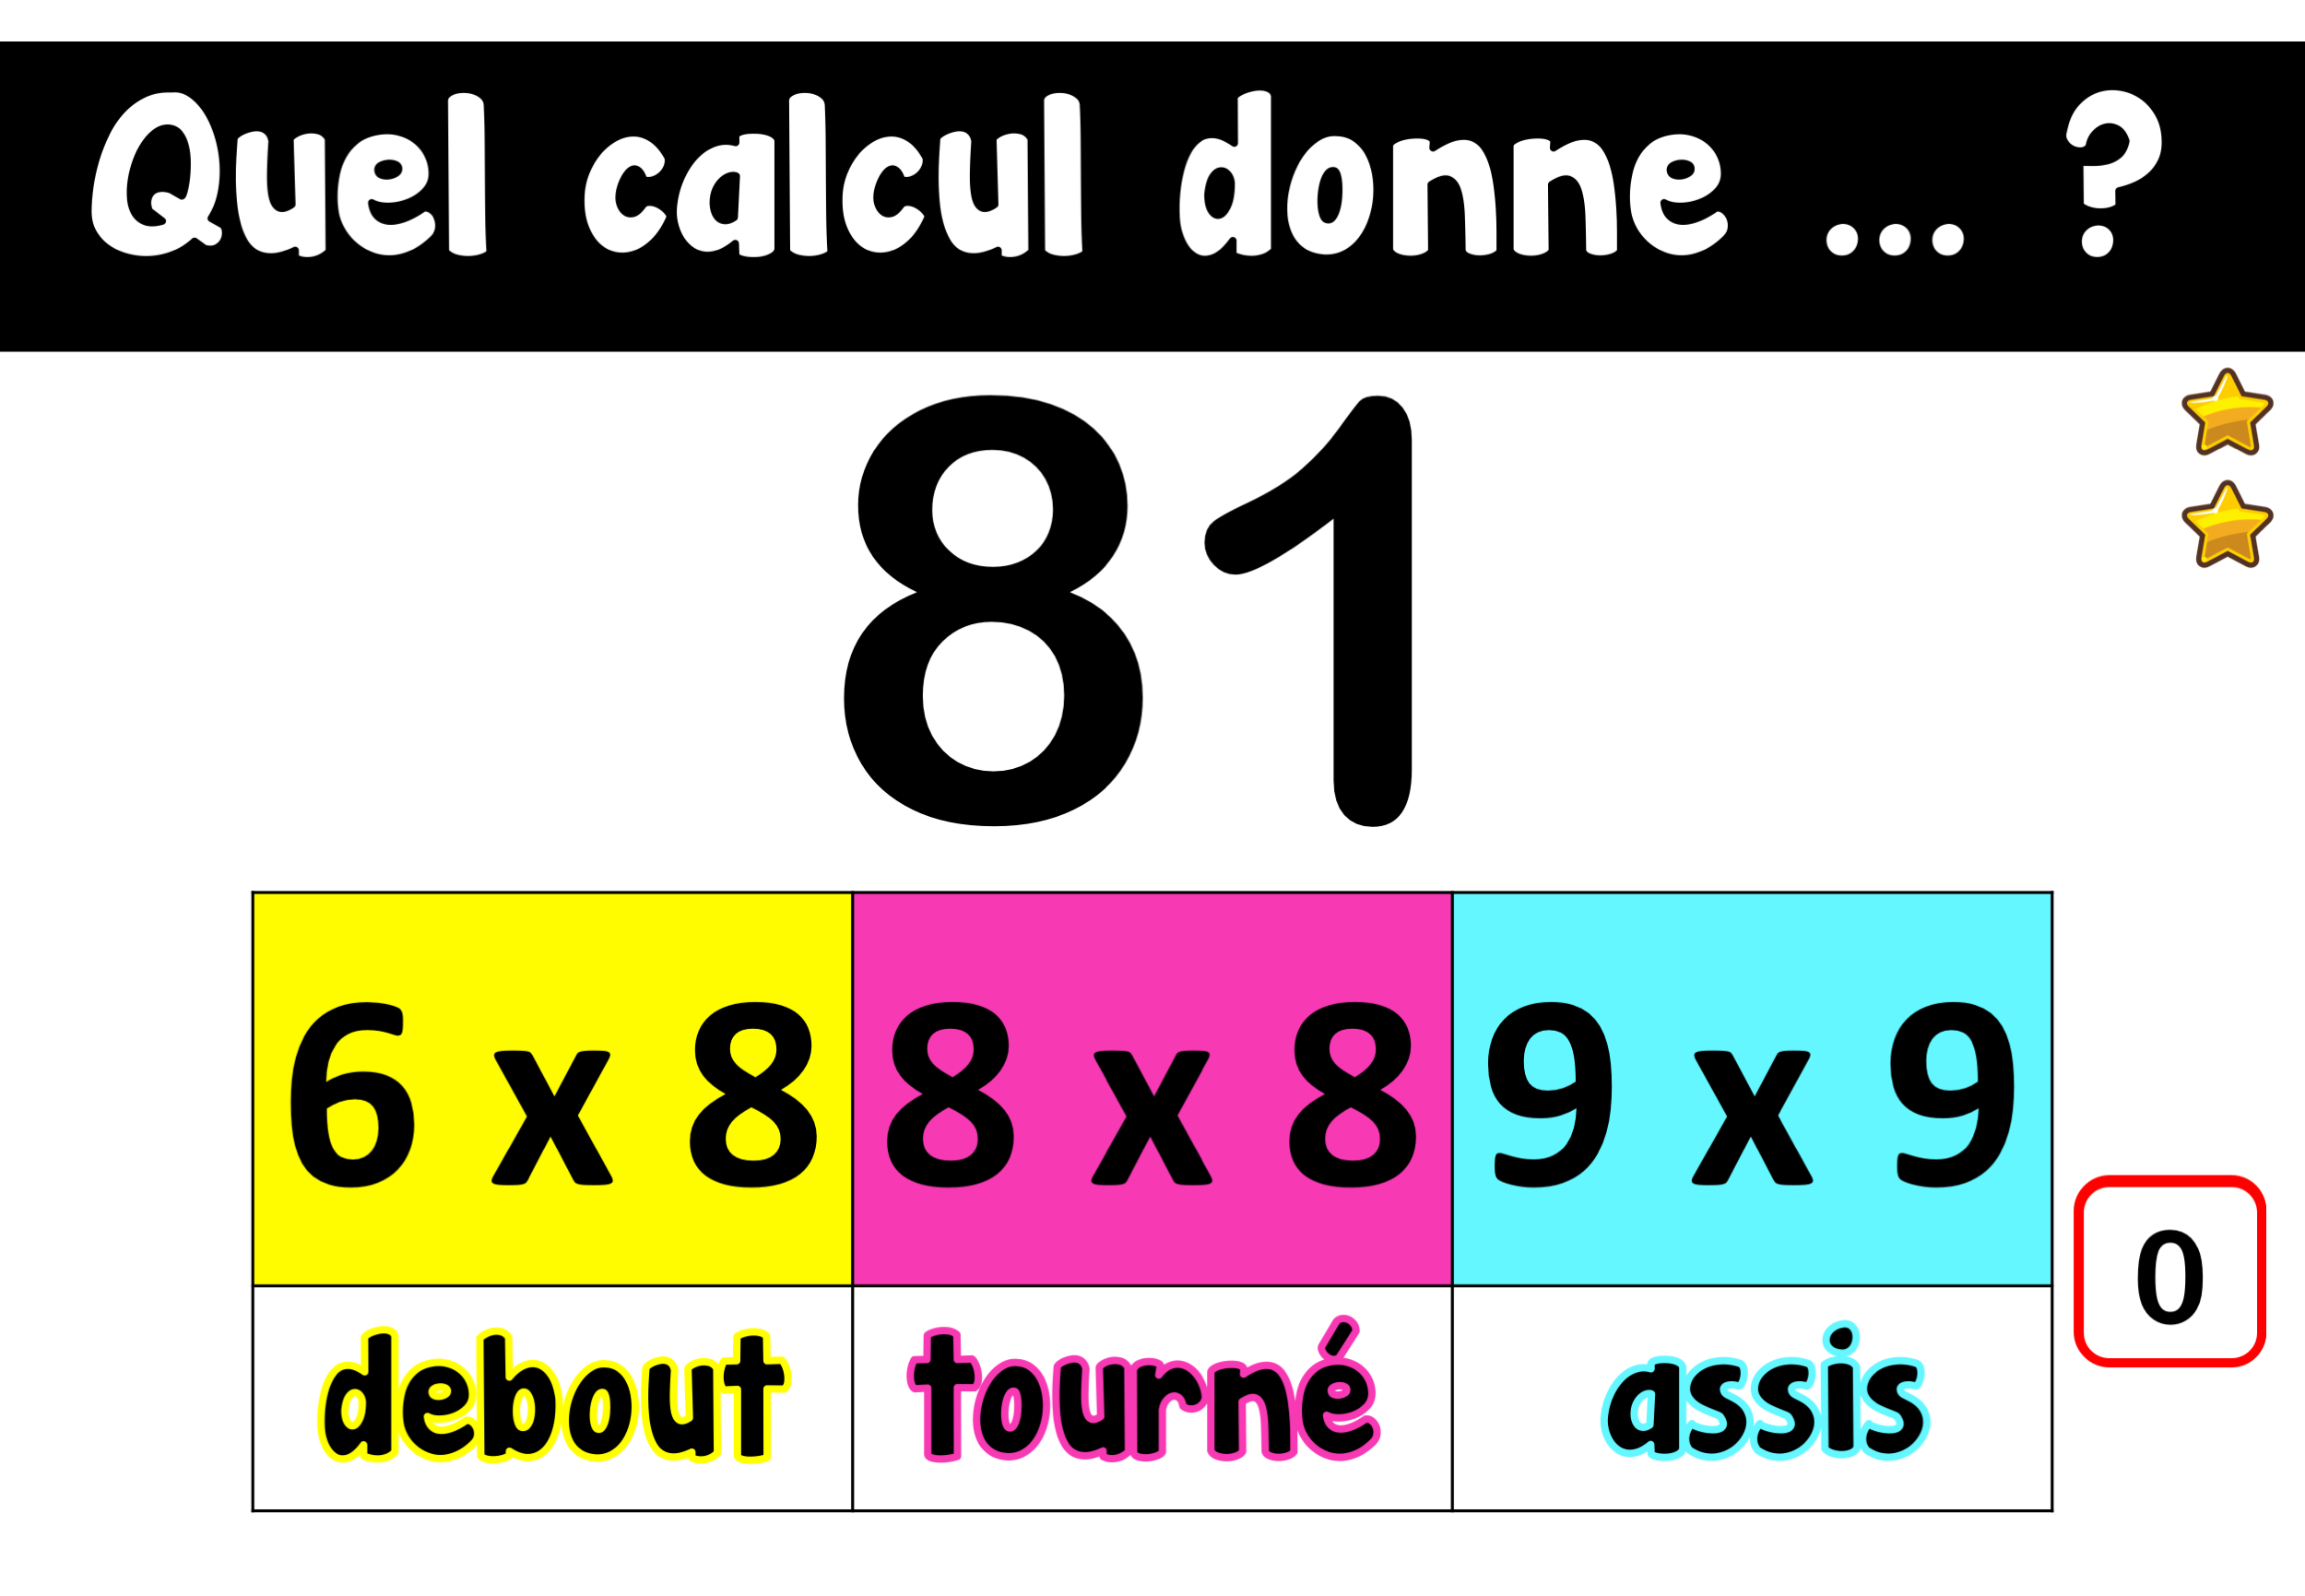 Quel calcul donne ... ?
81
6 x 8 8 x 8 9 x 9
0
debout tourné assis